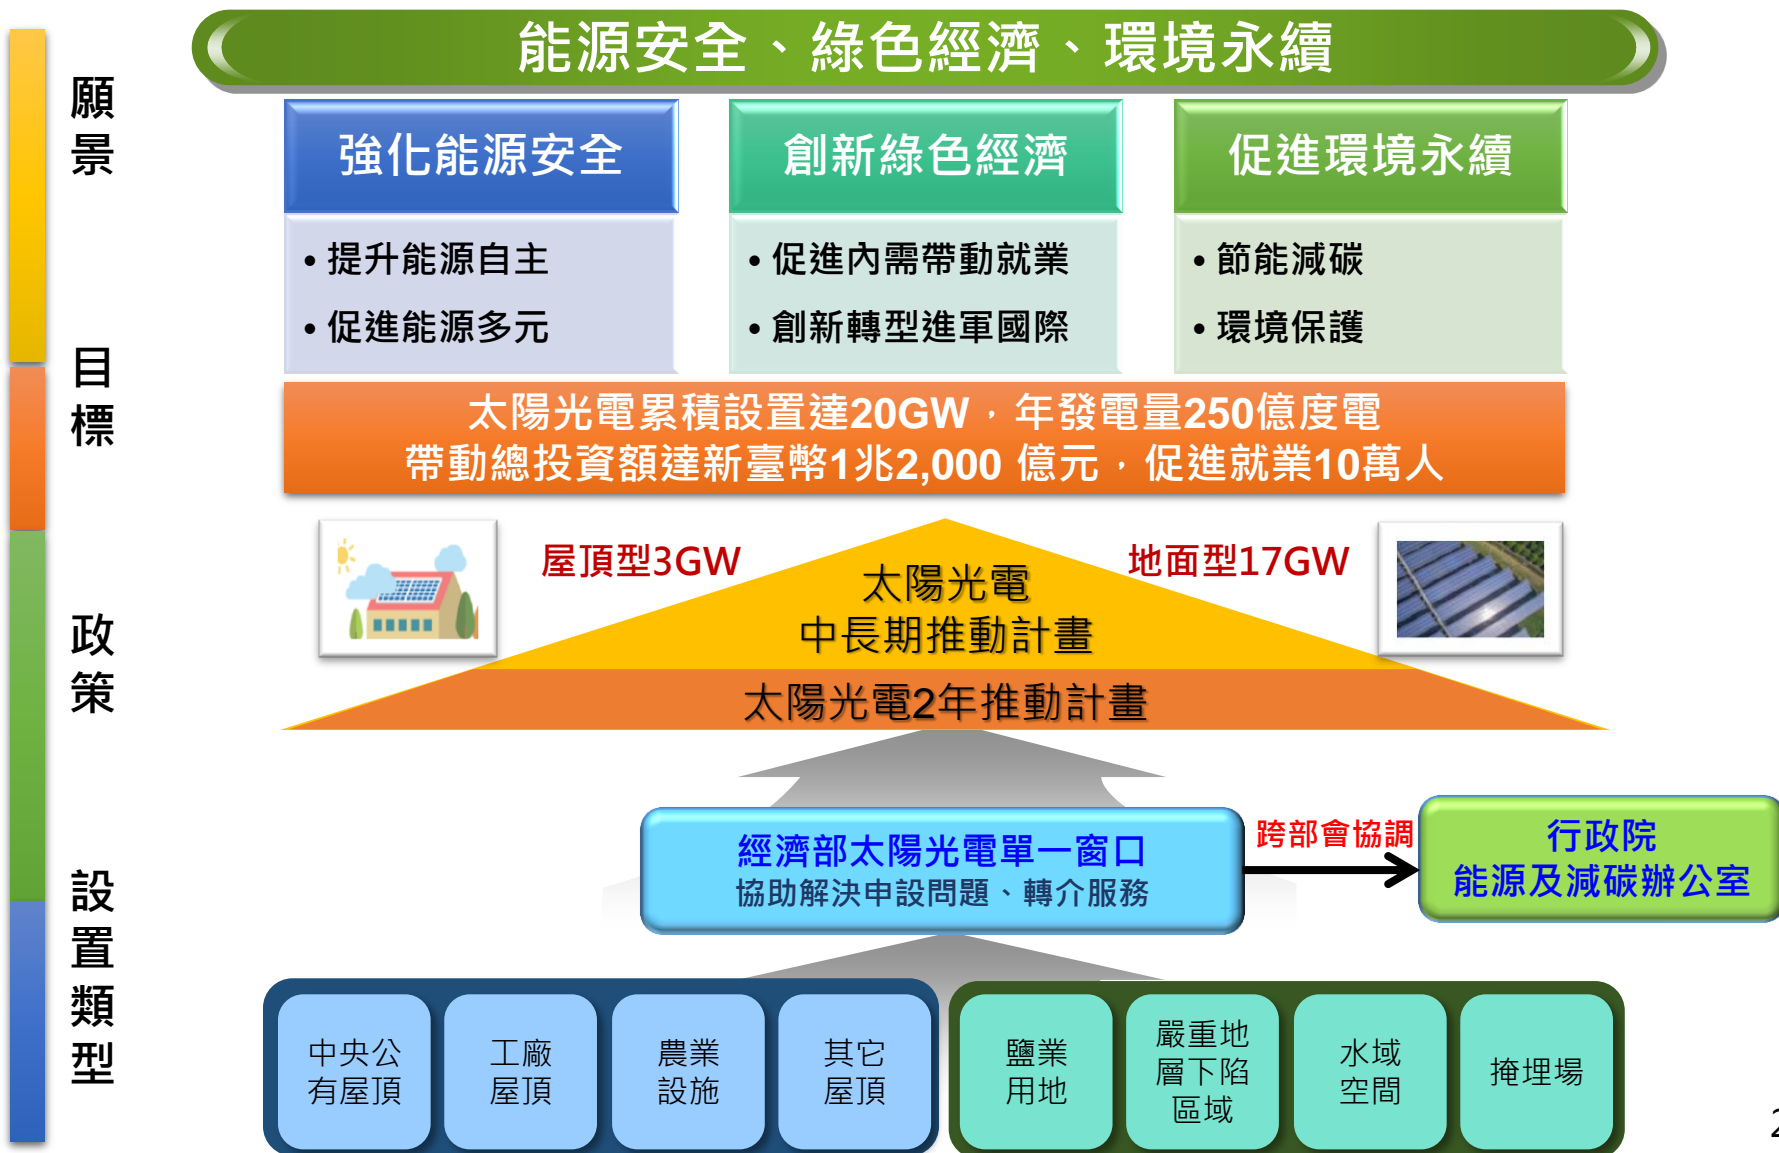 能源安全、綠色經濟、環境永續
願景
強化能源安全
• 提升能源自主
• 促進能源多元
創新綠色經濟
• 促進內需帶動就業
• 創新轉型進軍國際
促進環境永續
• 節能減碳
• 環境保護
目標
太陽光電累積設置達20GW，年發電量250億度電
帶動總投資額達新臺幣1兆2,000 億元，促進就業10萬人
屋頂型3GW
地面型17GW
政策
太陽光電
中長期推動計畫
太陽光電2年推動計畫
經濟部太陽光電單一窗口
協助解決申設問題、轉介服務
跨部會協調
行政院
能源及減碳辦公室
設置類型
中央公
有屋頂
工廠
屋頂
農業
設施
其它
屋頂
鹽業
用地
嚴重地
層下陷
區域
水域
空間
掩埋場
2